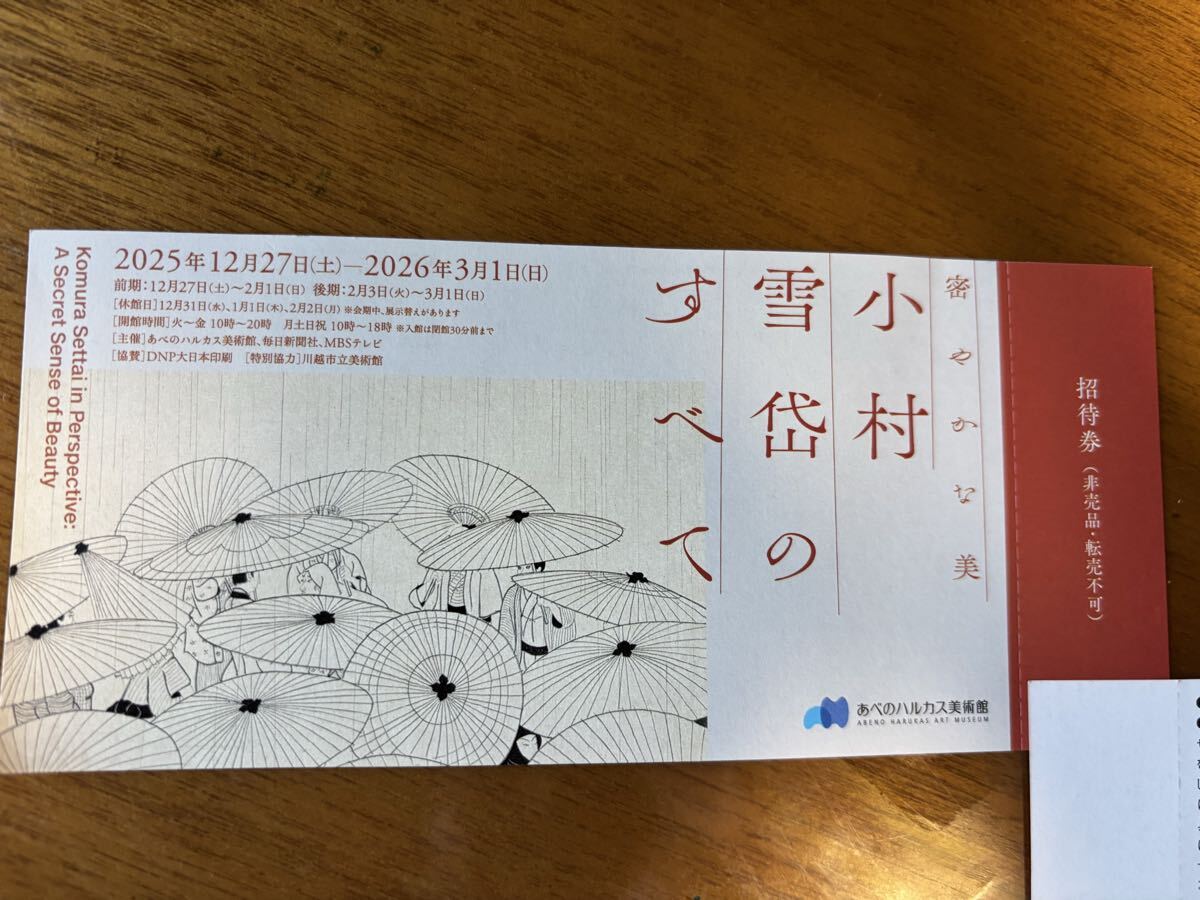 2025年12月27日(土)—2026年3月1日(日)
前期:12月27日(土)〜2月1日(日) 後期:2月3日(火)〜3月1日(日)
[休館日]12月31日(水)、1月1日(木)、2月2日(月) ※会期中、展示替えがあります
[開館時間]火〜金 10時〜20時 月土日祝 10時〜18時 ※入館は閉館30分前まで
[主催]あべのハルカス美術館、毎日新聞社、MBSテレビ
[協賛]DNP大日本印刷 [特別協力]川越市立美術館
Komura Settai in Perspective:
A Secret Sense of Beauty
密やかな美
小村
雪岱の
すべて
あべのハルカス美術館
ABENO HARUKAS ART MUSEUM
招待券(非売品・転売不可)